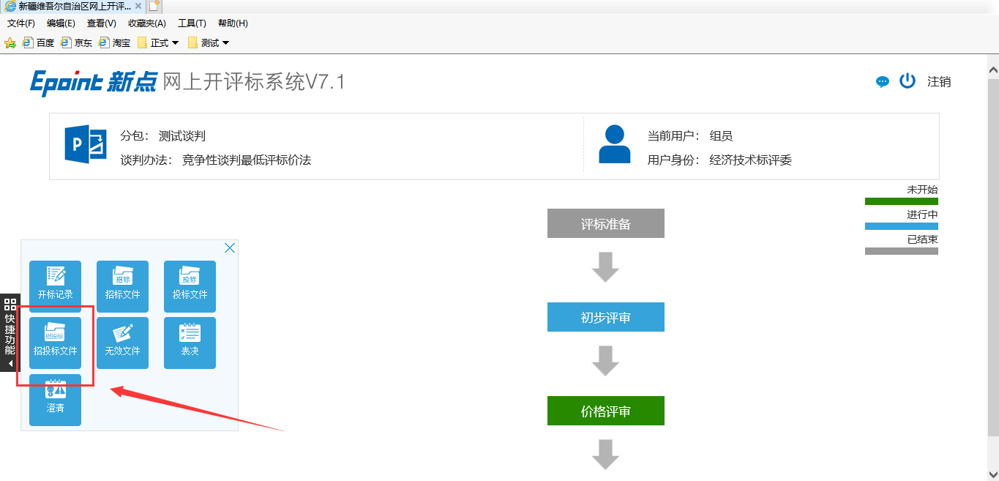 新疆维吾尔自治区网上开评...
文件(F) 编辑(E) 查看(V) 收藏夹(A) 工具(T) 帮助(H)
百度 京东 淘宝 正式 测试
Epoint 新点 网上开评标系统V7.1
注销
P
分包： 测试谈判
谈判办法： 竞争性谈判最低评标价法
当前用户： 组员
用户身份： 经济技术标评委
未开始
进行中
已结束
快捷功能
开标记录
招标
招标文件
投标
投标文件
招投标
招投标文件
无效文件
表决
澄清
评标准备
初步评审
价格评审